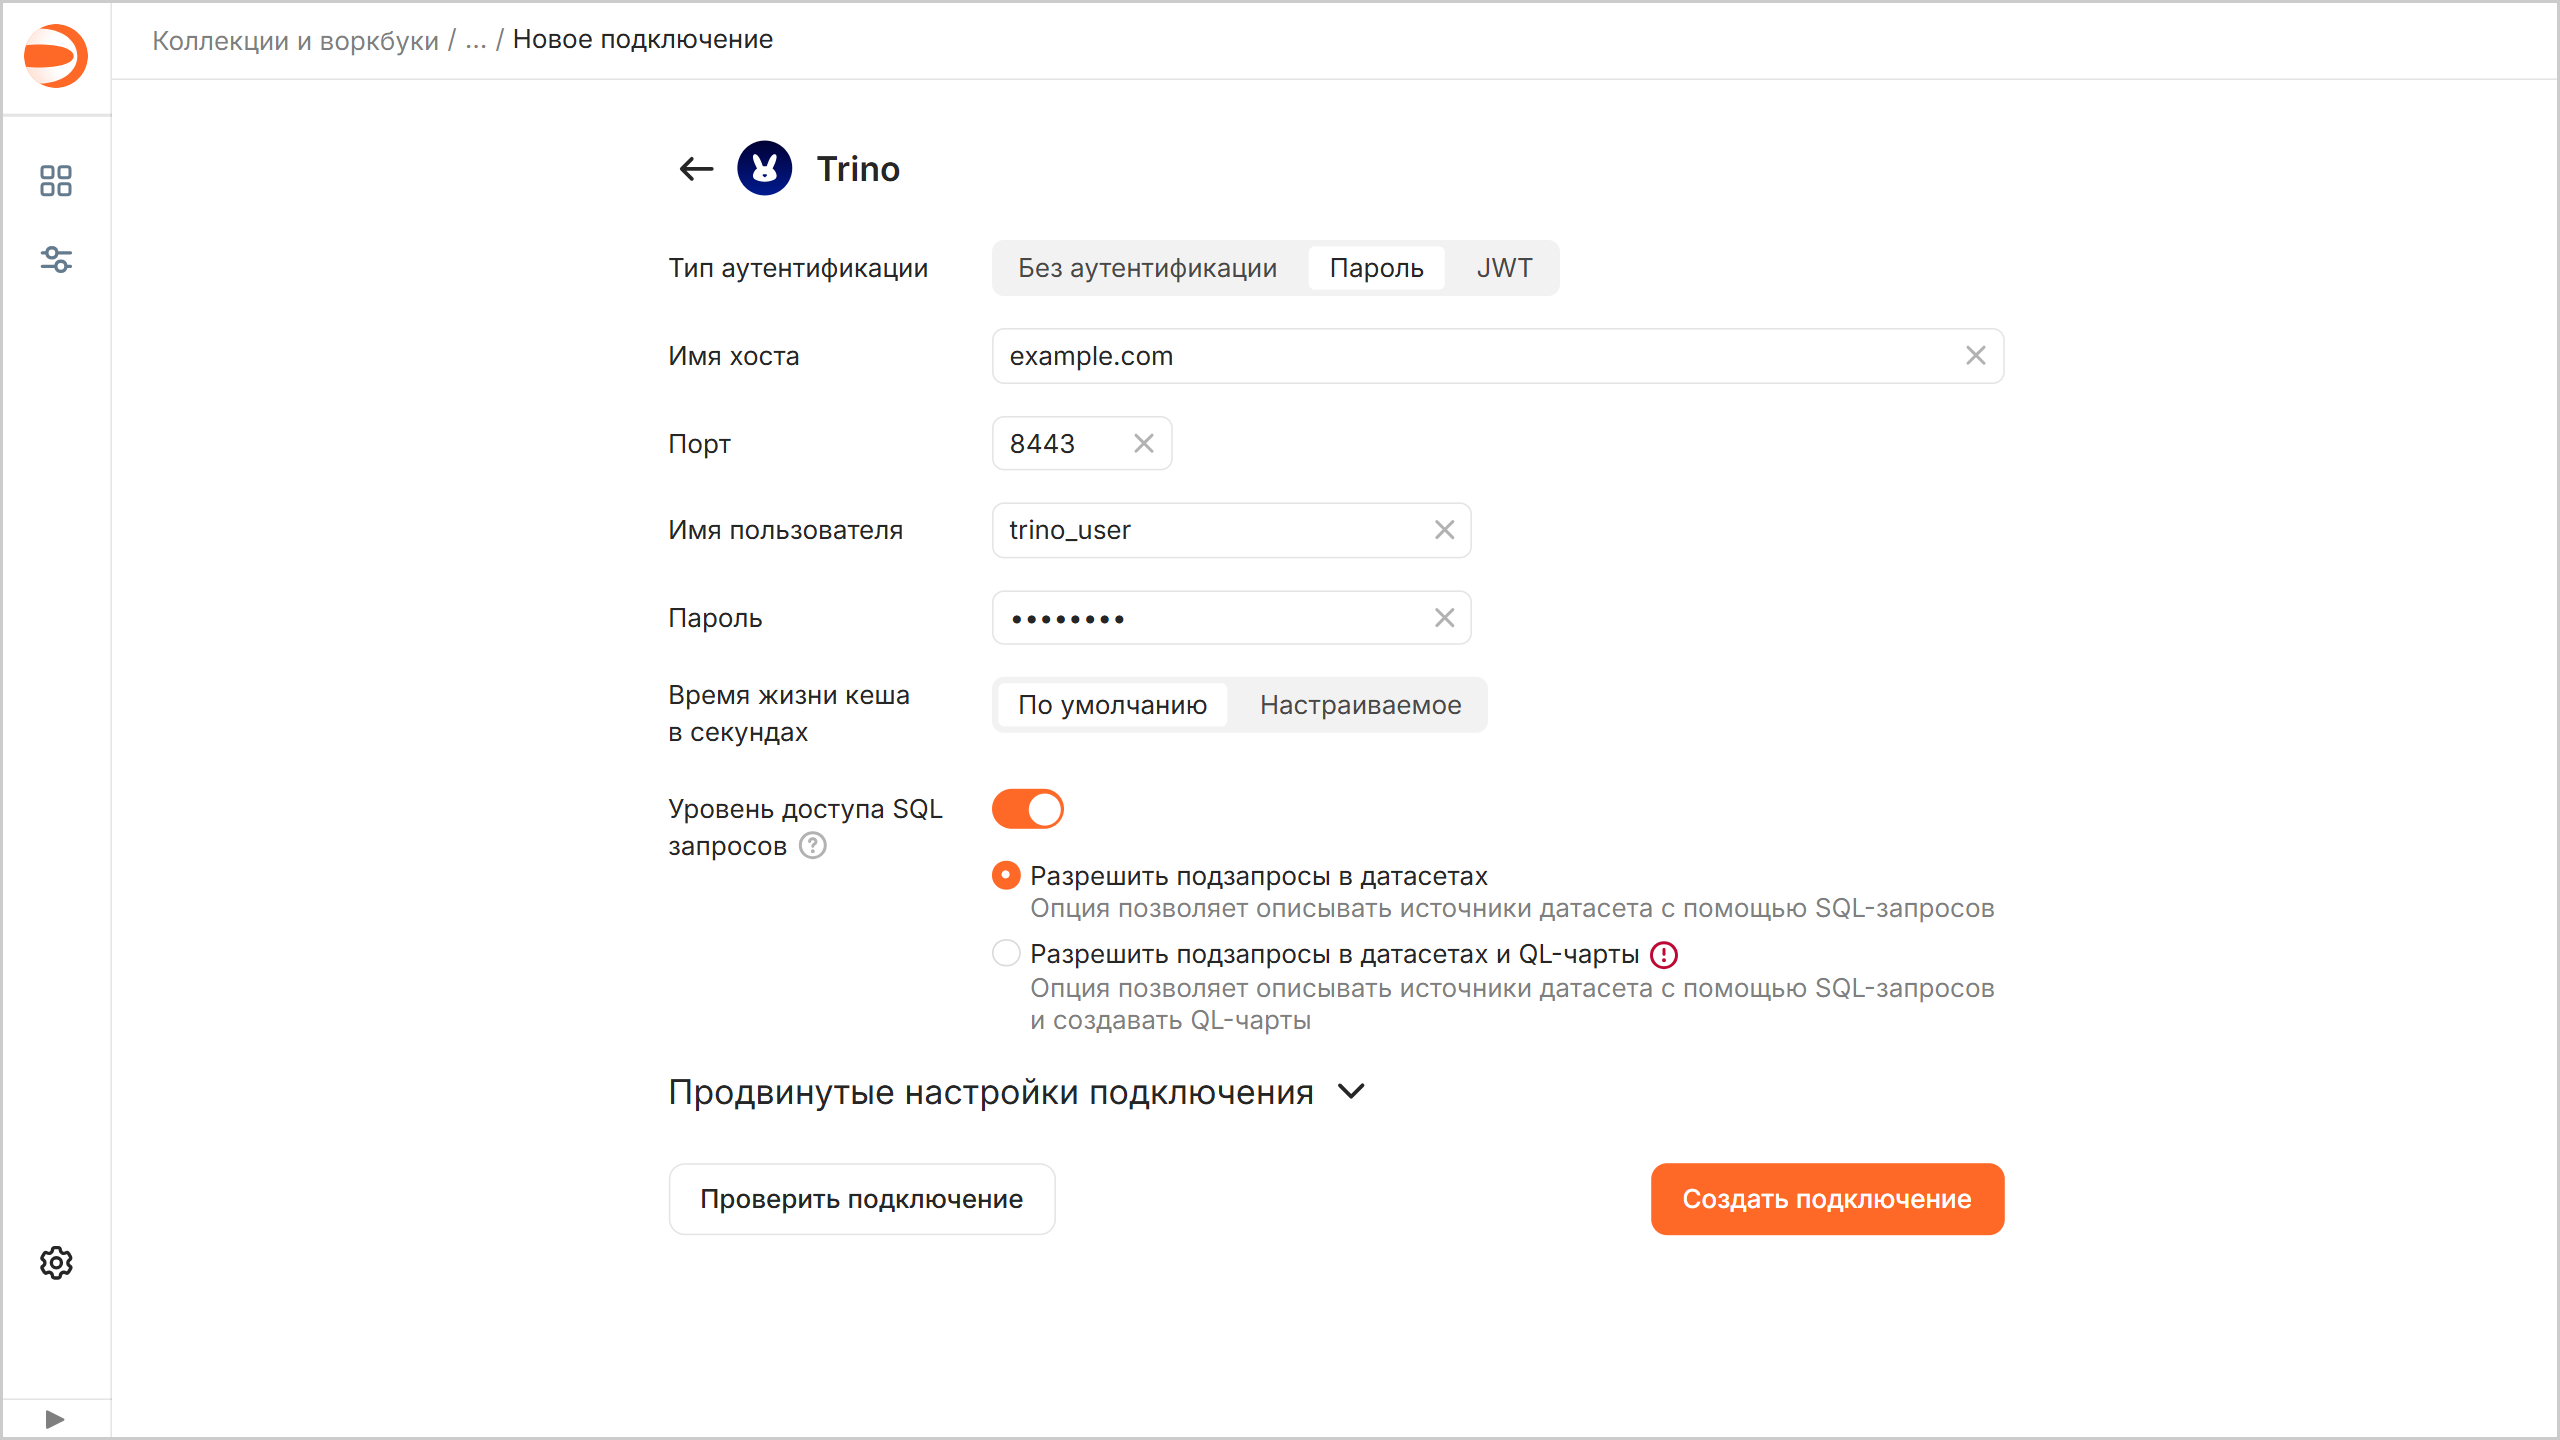 Коллекции и воркбуки / ... / Новое подключение
Trino
Тип аутентификации
Без аутентификации Пароль JWT
Имя хоста
example.com
Порт
8443
Имя пользователя
trino_user
Пароль
••••••••
Время жизни кеша
в секундах
По умолчанию Настраиваемое
Уровень доступа SQL
запросов
Разрешить подзапросы в датасетах
Опция позволяет описывать источники датасета с помощью SQL-запросов
Разрешить подзапросы в датасетах и QL-чарты
Опция позволяет описывать источники датасета с помощью SQL-запросов
и создавать QL-чарты
Продвинутые настройки подключения
Проверить подключение
Создать подключение